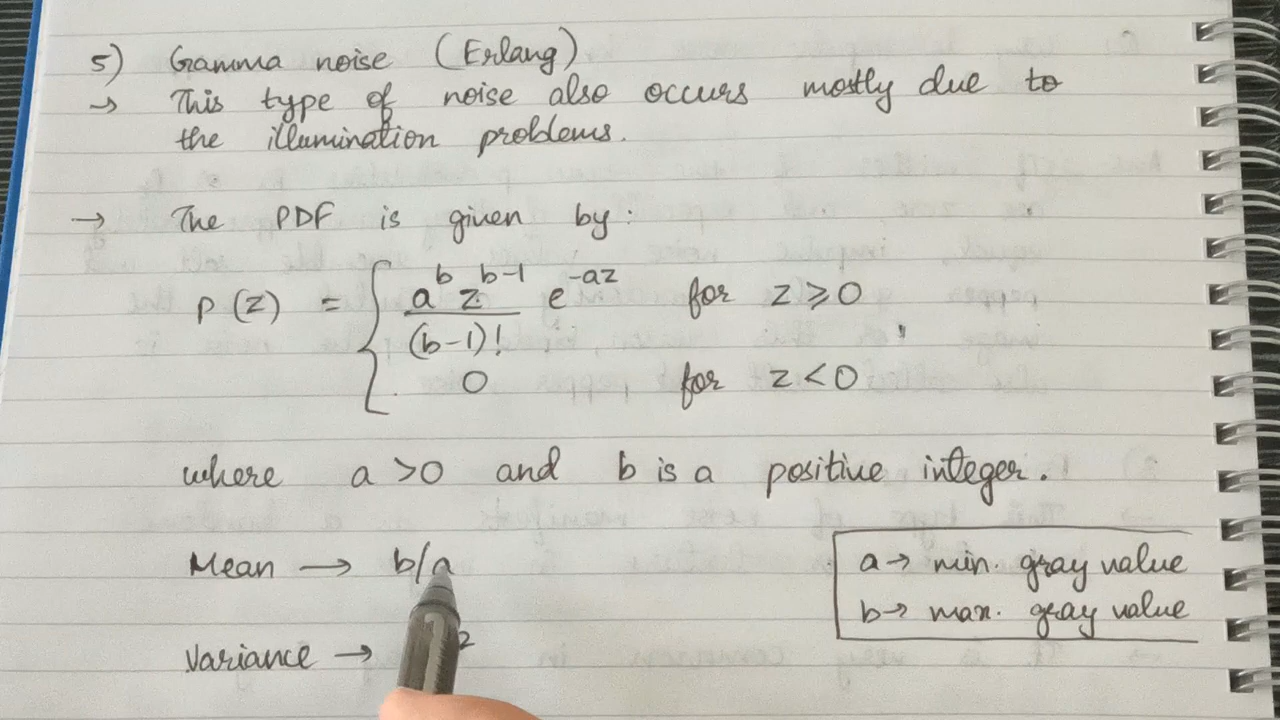 5) Gamma noise (Erlang)
→ This type of noise also occurs mostly due to
the illumination problems.
→ The PDF is given by:
P(z) = { a^b z^b-1 / (b-1)! e^-az for z ≥ 0 ,
0 for z < 0
where a > 0 and b is a positive integer.
Mean → b/a
Variance → 2
a → min. gray value
b → max. gray value